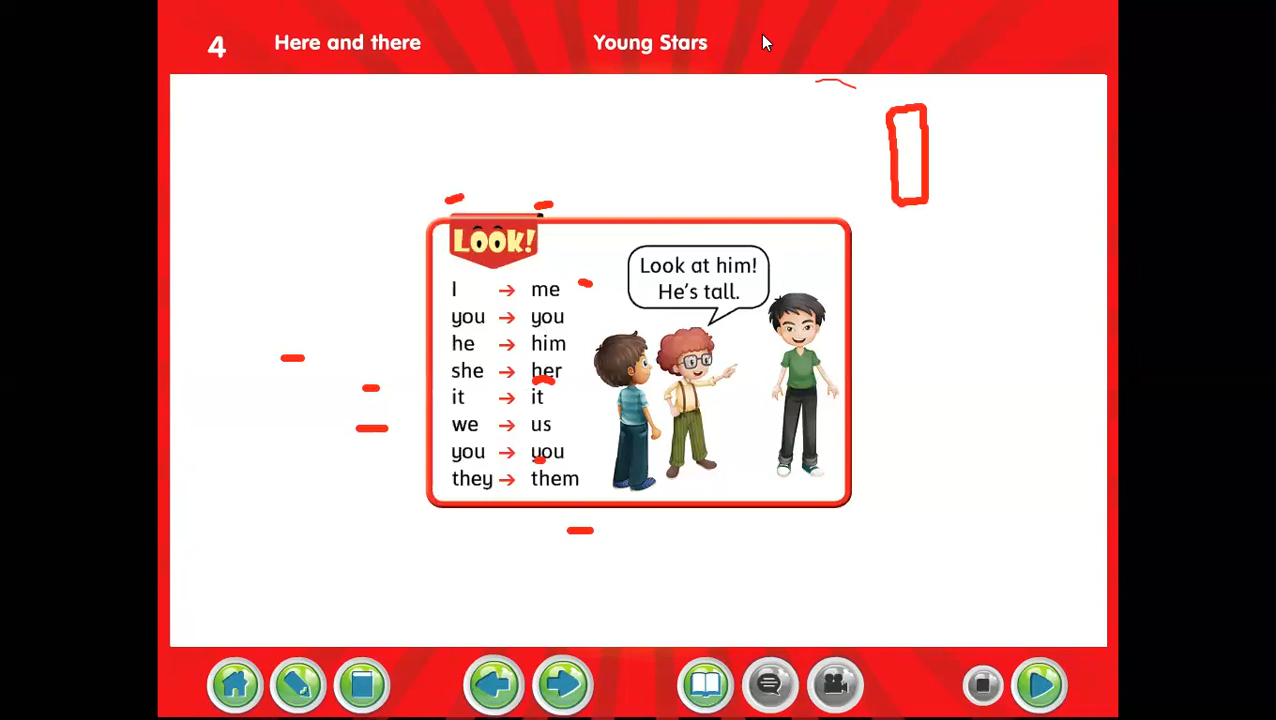 4 Here and there Young Stars
Look!
I → me
you → you
he → him
she → her
it → it
we → us
you → you
they → them
Look at him!
He's tall.